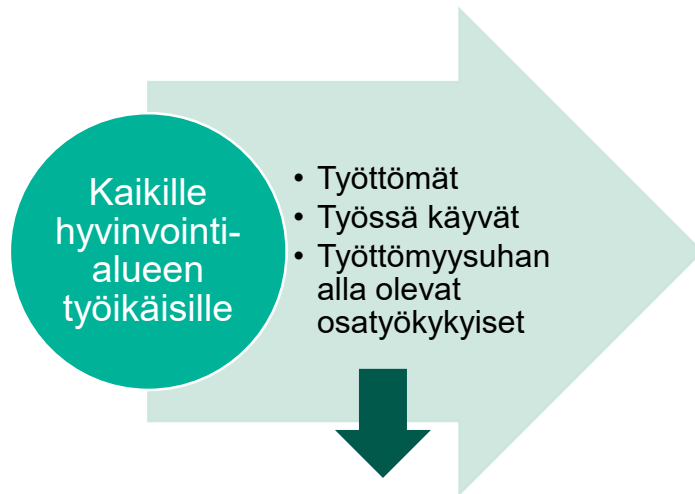 Kaikille
hyvinvointi-
alueen
työikäisille
• Työttömät
• Työssä käyvät
• Työttömyysuhan
alla olevat
osatyökykyiset